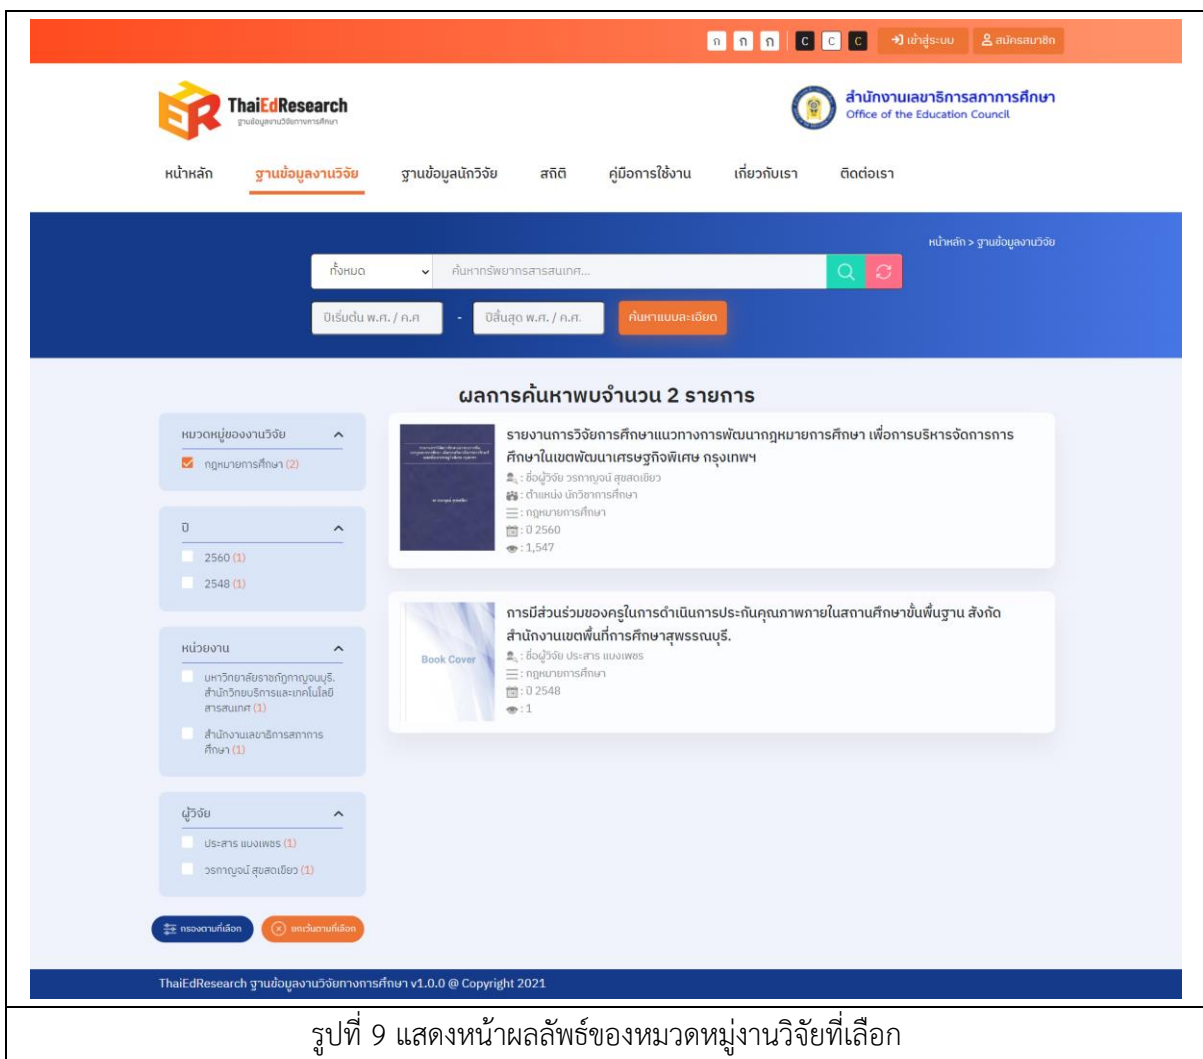 ก ก ก C C C เข้าสู่ระบบ สมัครสมาชิก
ThaiEdResearch
ฐานข้อมูลงานวิจัยทางการศึกษา
สำนักงานเลขาธิการสภาการศึกษา
Office of the Education Council
หน้าหลัก ฐานข้อมูลงานวิจัย ฐานข้อมูลนักวิจัย สถิติ คู่มือการใช้งาน เกี่ยวกับเรา ติดต่อเรา
หน้าหลัก > ฐานข้อมูลงานวิจัย
ทั้งหมด ค้นหาทรัพยากรสารสนเทศ...
ปีเริ่มต้น พ.ศ. / ค.ศ - ปีสิ้นสุด พ.ศ. / ค.ศ. ค้นหาแบบละเอียด
ผลการค้นหาพบจำนวน 2 รายการ
หมวดหมู่ของงานวิจัย
กฎหมายการศึกษา (2)
ปี
2560 (1)
2548 (1)
หน่วยงาน
มหาวิทยาลัยราชภัฏกาญจนบุรี.
สำนักวิทยบริการและเทคโนโลยี
สารสนเทศ (1)
สำนักงานเลขาธิการสภาการ
ศึกษา (1)
ผู้วิจัย
ประสาร แบงเพชร (1)
วรกาญจน์ สุขสดเขียว (1)
กรองตามที่เลือก ยกเว้นตามที่เลือก
รายงานการวิจัยการศึกษาแนวทางการพัฒนากฎหมายการศึกษา เพื่อการบริหารจัดการการ
ศึกษาในเขตพัฒนาเศรษฐกิจพิเศษ กรุงเทพฯ
: ชื่อผู้วิจัย วรกาญจน์ สุขสดเขียว
: ตำแหน่ง นักวิชาการศึกษา
: กฎหมายการศึกษา
: ปี 2560
: 1,547
Book Cover
การมีส่วนร่วมของครูในการดำเนินการประกันคุณภาพภายในสถานศึกษาขั้นพื้นฐาน สังกัด
สำนักงานเขตพื้นที่การศึกษาสุพรรณบุรี.
: ชื่อผู้วิจัย ประสาร แบงเพชร
: กฎหมายการศึกษา
: ปี 2548
: 1
ThaiEdResearch ฐานข้อมูลงานวิจัยทางการศึกษา v1.0.0 @ Copyright 2021
รูปที่ 9 แสดงหน้าผลลัพธ์ของหมวดหมู่งานวิจัยที่เลือก